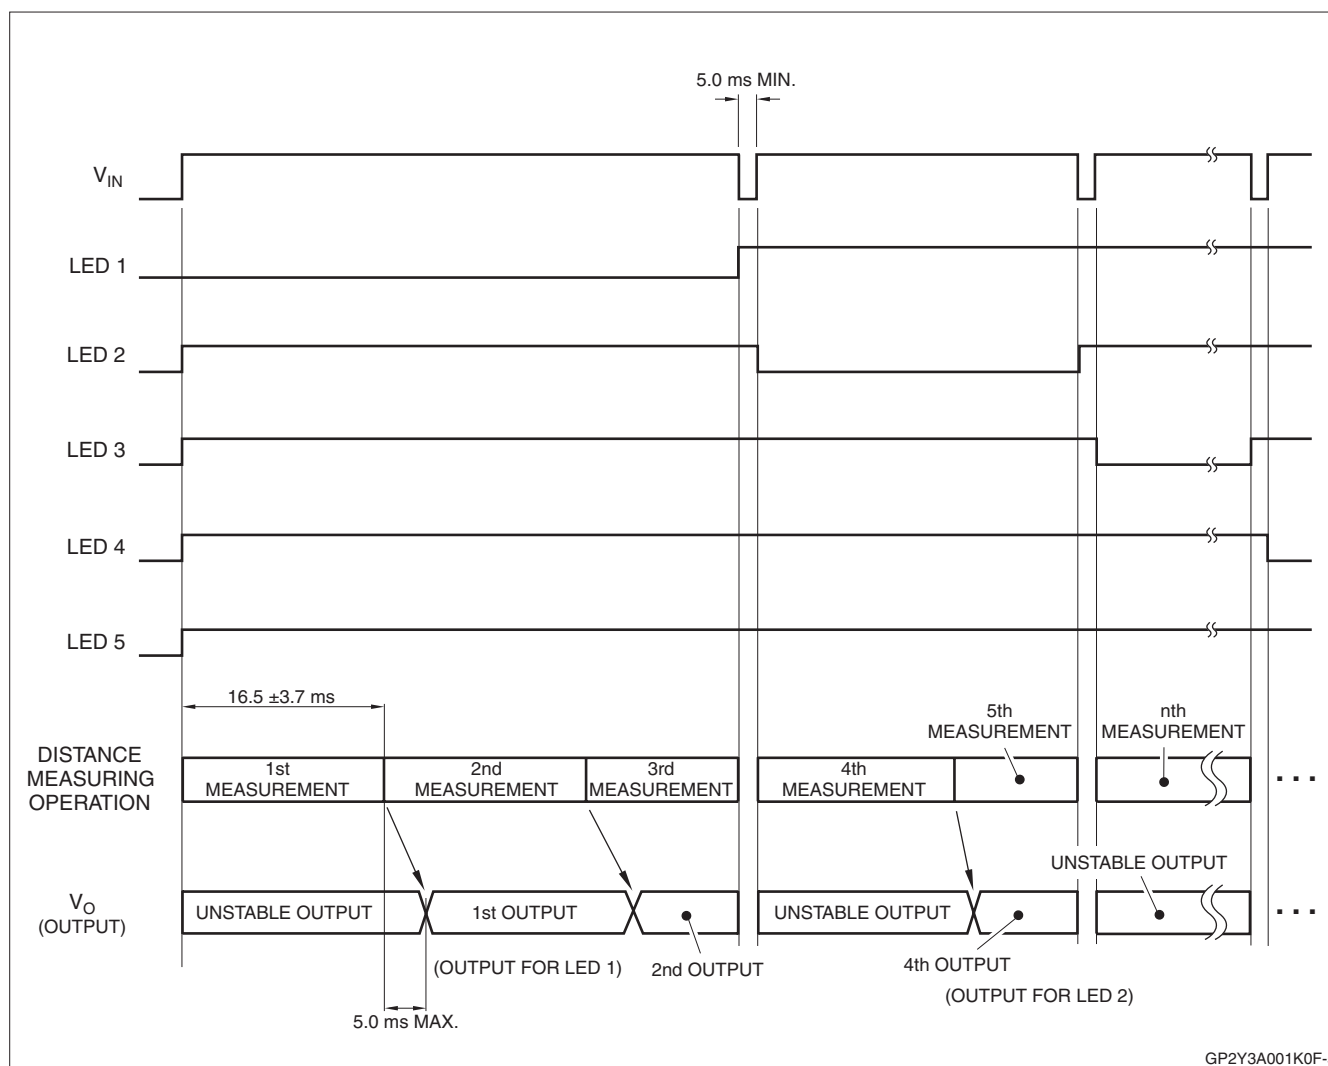 5.0 ms MIN.
VIN
LED 1
LED 2
LED 3
LED 4
LED 5
16.5 ±3.7 ms
5th
MEASUREMENT
nth
MEASUREMENT
DISTANCE
MEASURING
OPERATION
1st
MEASUREMENT
2nd
MEASUREMENT
3rd
MEASUREMENT
4th
MEASUREMENT
UNSTABLE OUTPUT
VO
(OUTPUT)
UNSTABLE OUTPUT
1st OUTPUT
UNSTABLE OUTPUT
(OUTPUT FOR LED 1)
2nd OUTPUT
4th OUTPUT
(OUTPUT FOR LED 2)
5.0 ms MAX.
GP2Y3A001K0F-